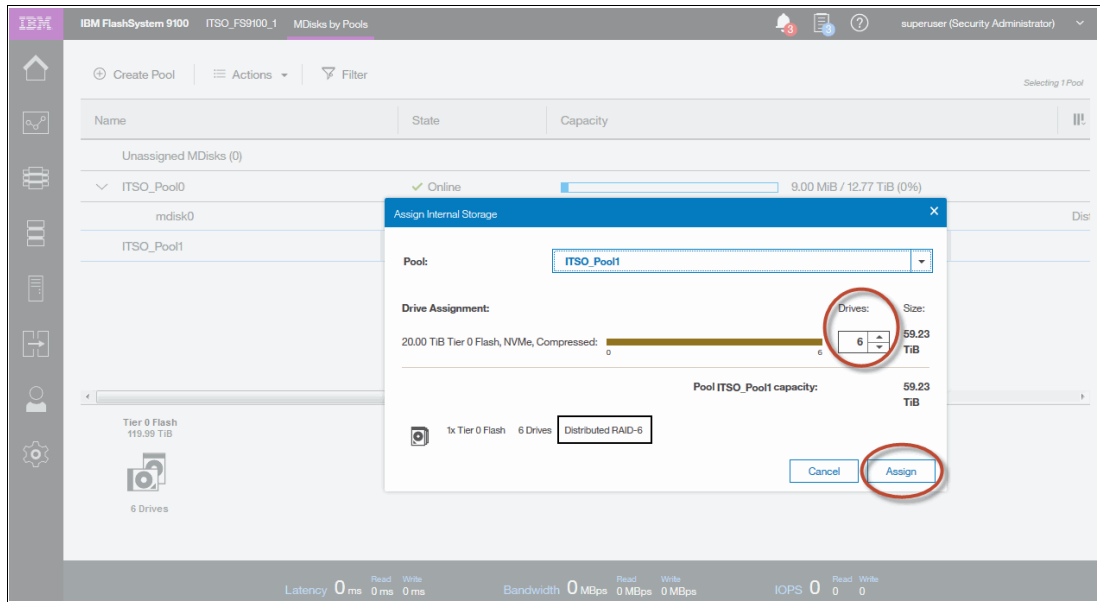 IBM IBM FlashSystem 9100 ITSO_FS9100_1 MDisks by Pools 3 3 ? superuser (Security Administrator)
Create Pool Actions Filter
Selecting 1 Pool
Name State Capacity
Unassigned MDisks (0)
ITSO_Pool0 Online 9.00 MiB / 12.77 TiB (0%)
mdisk0 Dist
ITSO_Pool1
Assign Internal Storage ×
Pool: ITSO_Pool1
Drive Assignment: Drives: Size:
20.00 TiB Tier 0 Flash, NVMe, Compressed: 0 6 6 59.23
TiB
Pool ITSO_Pool1 capacity: 59.23
TiB
1x Tier 0 Flash 6 Drives Distributed RAID-6
Cancel Assign
Tier 0 Flash
119.99 TiB
6 Drives
Latency 0 ms Read 0 ms Write 0 ms Bandwidth 0 MBps Read 0 MBps Write 0 MBps IOPS 0 Read 0 Write 0